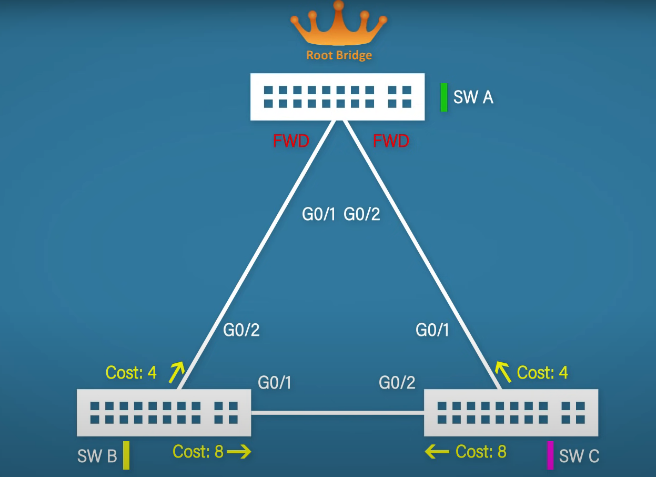 Root Bridge
SW A
FWD FWD
G0/1 G0/2
G0/2 G0/1
Cost: 4 Cost: 4
G0/1 G0/2
SW B Cost: 8 Cost: 8 SW C